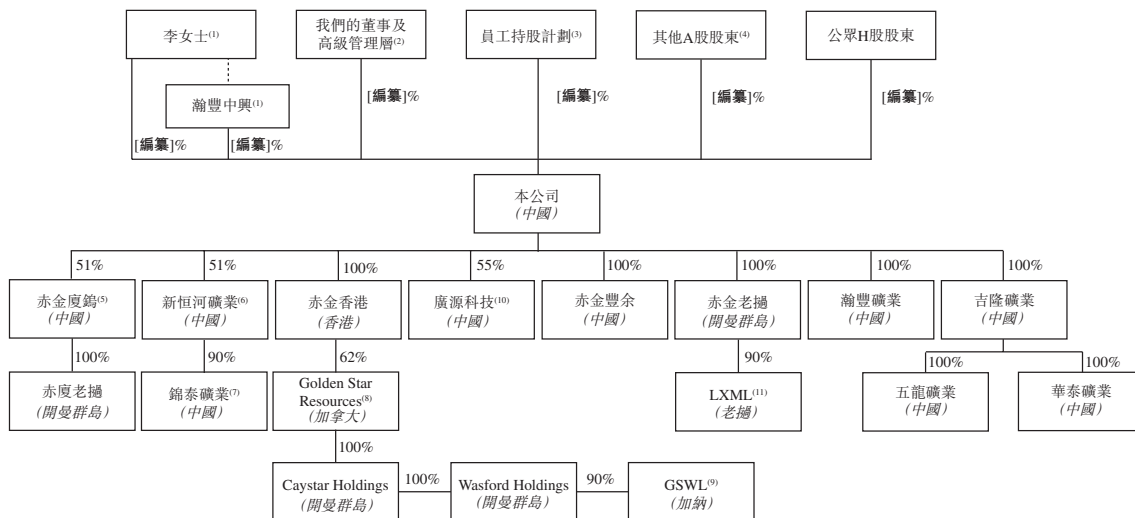 李女士(1)
我們的董事及
高級管理層(2)
員工持股計劃(3)
其他A股股東(4)
公眾H股股東
瀚豐中興(1)
[編纂]%
[編纂]%
[編纂]%
[編纂]%
[編纂]%
[編纂]%
本公司
（中國）
51%
51%
100%
55%
100%
100%
100%
100%
赤金廈鎢(5)
（中國）
新恒河礦業(6)
（中國）
赤金香港
（香港）
廣源科技(10)
（中國）
赤金豐余
（中國）
赤金老撾
（開曼群島）
瀚豐礦業
（中國）
吉隆礦業
（中國）
100%
90%
62%
90%
100%
100%
赤廈老撾
（開曼群島）
錦泰礦業(7)
（中國）
Golden Star
Resources(8)
（加拿大）
LXML(11)
（老撾）
五龍礦業
（中國）
華泰礦業
（中國）
100%
Caystar Holdings
（開曼群島）
100%
Wasford Holdings
（開曼群島）
90%
GSWL(9)
（加納）